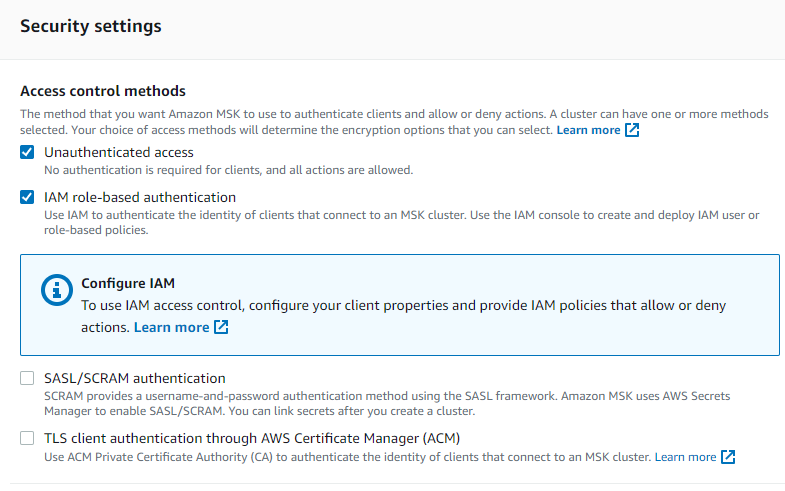 Security settings
Access control methods
The method that you want Amazon MSK to use to authenticate clients and allow or deny actions. A cluster can have one or more methods
selected. Your choice of access methods will determine the encryption options that you can select. Learn more
Unauthenticated access
No authentication is required for clients, and all actions are allowed.
IAM role-based authentication
Use IAM to authenticate the identity of clients that connect to an MSK cluster. Use the IAM console to create and deploy IAM user or
role-based policies.
Configure IAM
To use IAM access control, configure your client properties and provide IAM policies that allow or deny
actions. Learn more
SASL/SCRAM authentication
SCRAM provides a username-and-password authentication method using the SASL framework. Amazon MSK uses AWS Secrets
Manager to enable SASL/SCRAM. You can link secrets after you create a cluster.
TLS client authentication through AWS Certificate Manager (ACM)
Use ACM Private Certificate Authority (CA) to authenticate the identity of clients that connect to an MSK cluster. Learn more